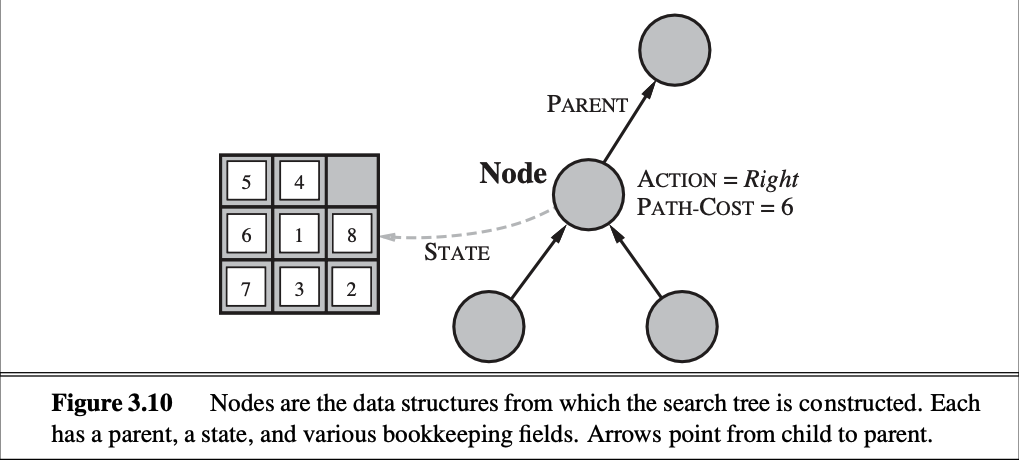 PARENT
5 4
Node
ACTION = Right
PATH-COST = 6
6 1 8
STATE
7 3 2
Figure 3.10 Nodes are the data structures from which the search tree is constructed. Each
has a parent, a state, and various bookkeeping fields. Arrows point from child to parent.